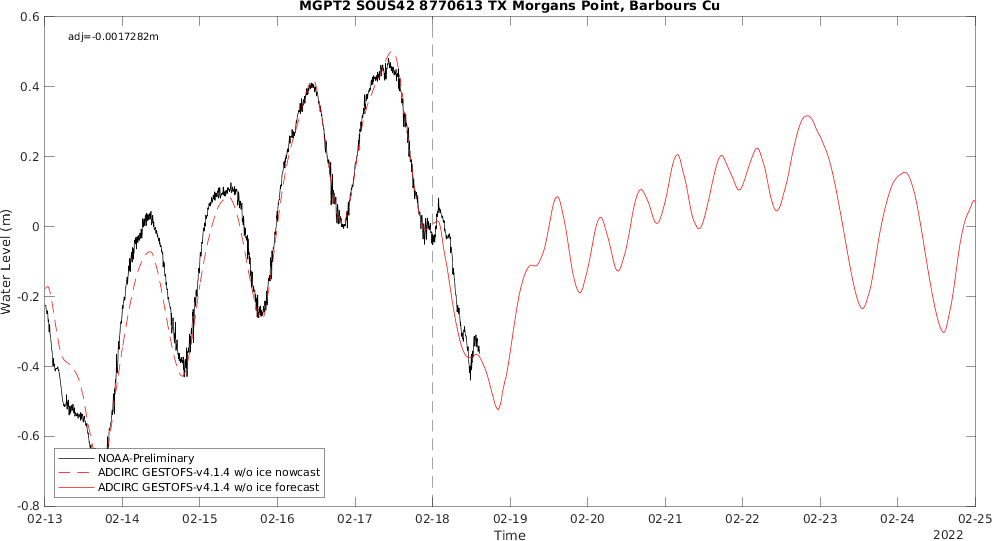 MGPT2 SOUS42 8770613 TX Morgans Point, Barbours Cu
adj=-0.0017282m
0.6
0.4
0.2
0
-0.2
-0.4
-0.6
-0.8
Water Level (m)
NOAA-Preliminary
ADCIRC GESTOFS-v4.1.4 w/o ice nowcast
ADCIRC GESTOFS-v4.1.4 w/o ice forecast
02-13 02-14 02-15 02-16 02-17 02-18 02-19 02-20 02-21 02-22 02-23 02-24 02-25
Time
2022